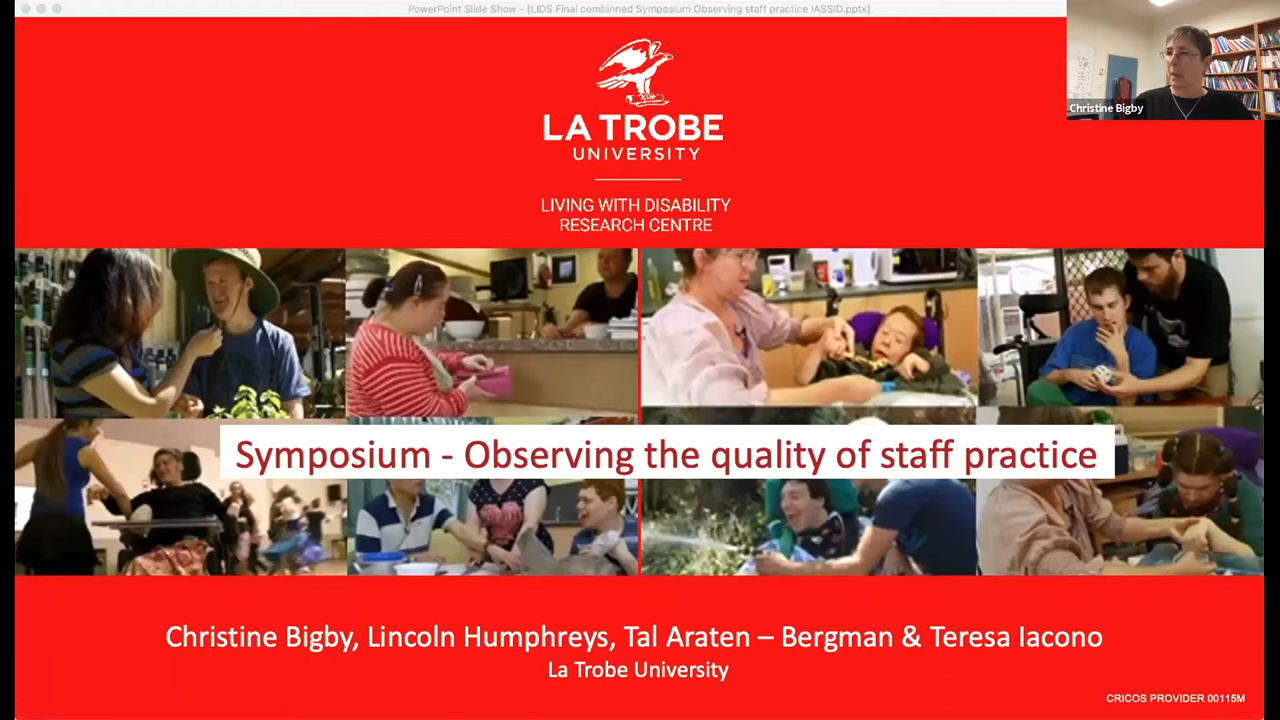 PowerPoint Slide Show - [LIDS Final combinned Symposium Observing staff practice IASSID.pptx]
Christine Bigby
LA TROBE
UNIVERSITY
LIVING WITH DISABILITY
RESEARCH CENTRE
Symposium - Observing the quality of staff practice
Christine Bigby, Lincoln Humphreys, Tal Araten – Bergman & Teresa Iacono
La Trobe University
CRICOS PROVIDER 00115M